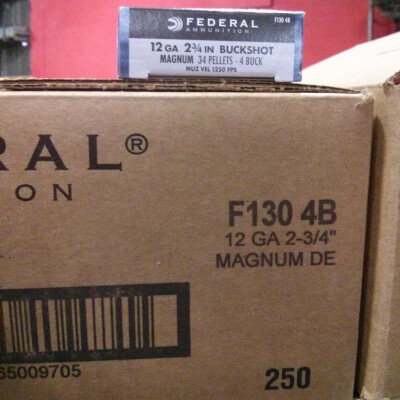 FEDERAL
AMMUNITION
F130 4B
12 GA 2¾ IN BUCKSHOT
MAGNUM 34 PELLETS - 4 BUCK
MUZ VEL 1250 FPS
RAL®
ION
F130 4B
12 GA 2-3/4"
MAGNUM DE
65009705
250